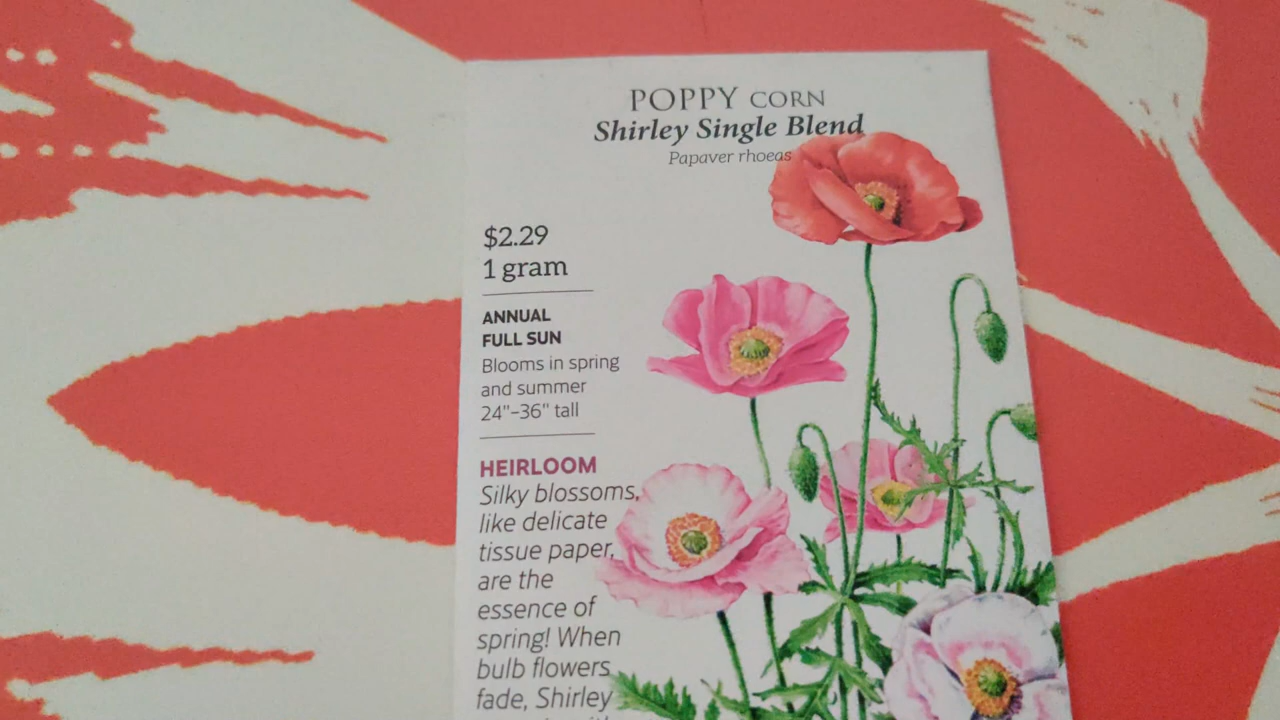 POPPY CORN
Shirley Single Blend
Papaver rhoeas
$2.29
1 gram
ANNUAL
FULL SUN
Blooms in spring
and summer
24"–36" tall
HEIRLOOM
Silky blossoms,
like delicate
tissue paper,
are the
essence of
spring! When
bulb flowers
fade, Shirley